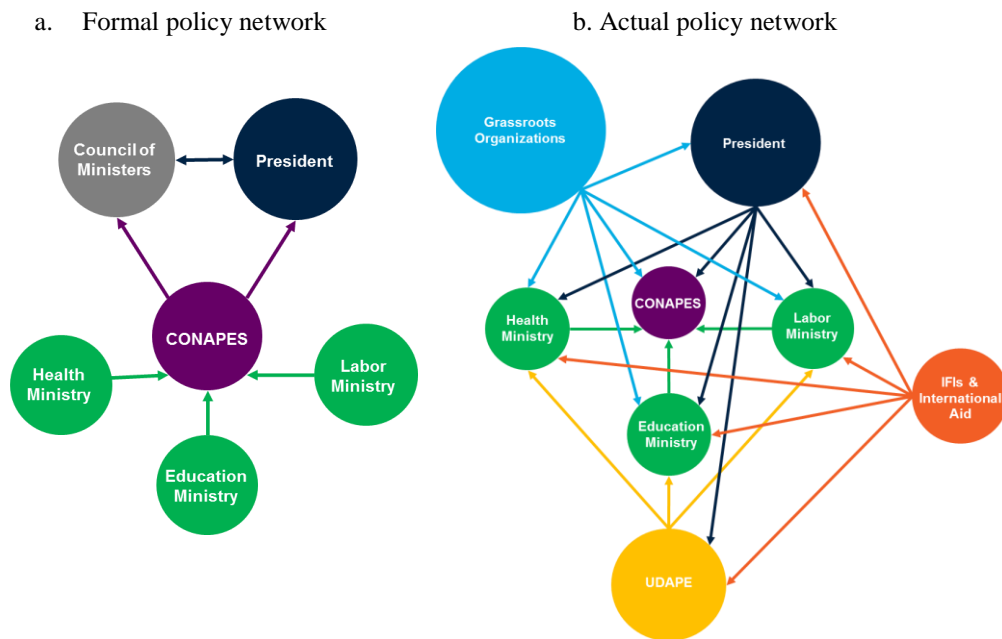 a. Formal policy network
b. Actual policy network
Council of
Ministers
President
CONAPES
Health
Ministry
Labor
Ministry
Education
Ministry
Grassroots
Organizations
President
CONAPES
Health
Ministry
Labor
Ministry
IFIs &
International
Aid
Education
Ministry
UDAPE